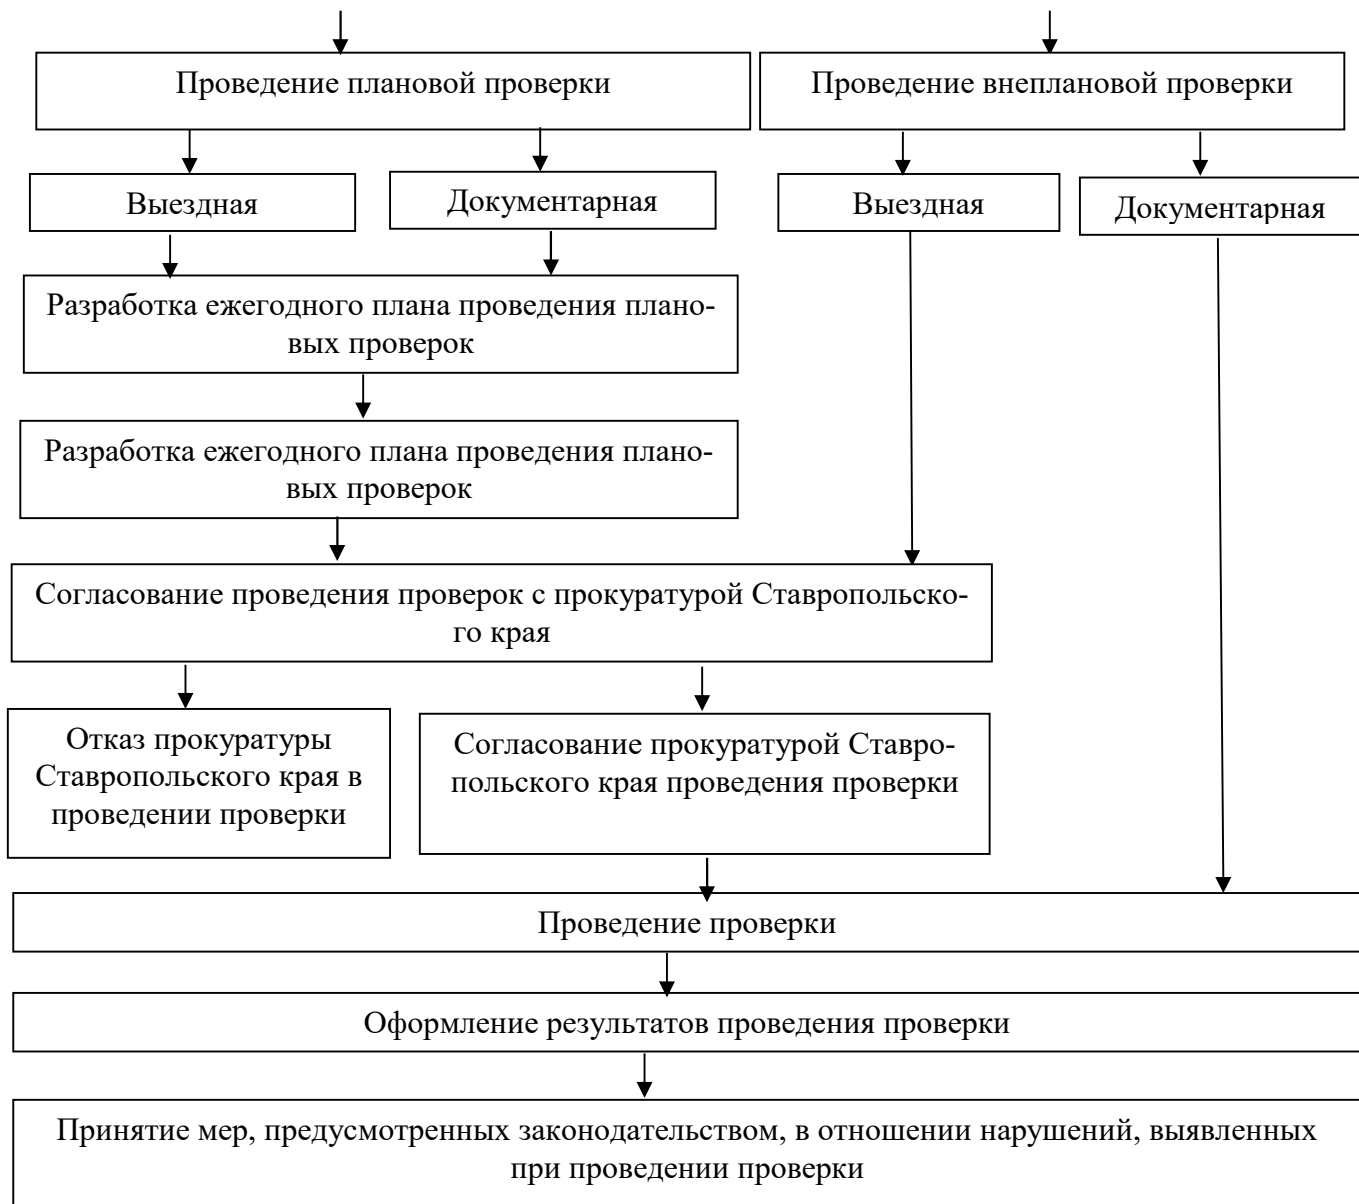 Проведение плановой проверки
Проведение внеплановой проверки
Выездная
Документарная
Выездная
Документарная
Разработка ежегодного плана проведения плано-
вых проверок
Разработка ежегодного плана проведения плано-
вых проверок
Согласование проведения проверок с прокуратурой Ставропольско-
го края
Отказ прокуратуры
Ставропольского края в
проведении проверки
Согласование прокуратурой Ставро-
польского края проведения проверки
Проведение проверки
Оформление результатов проведения проверки
Принятие мер, предусмотренных законодательством, в отношении нарушений, выявленных
при проведении проверки